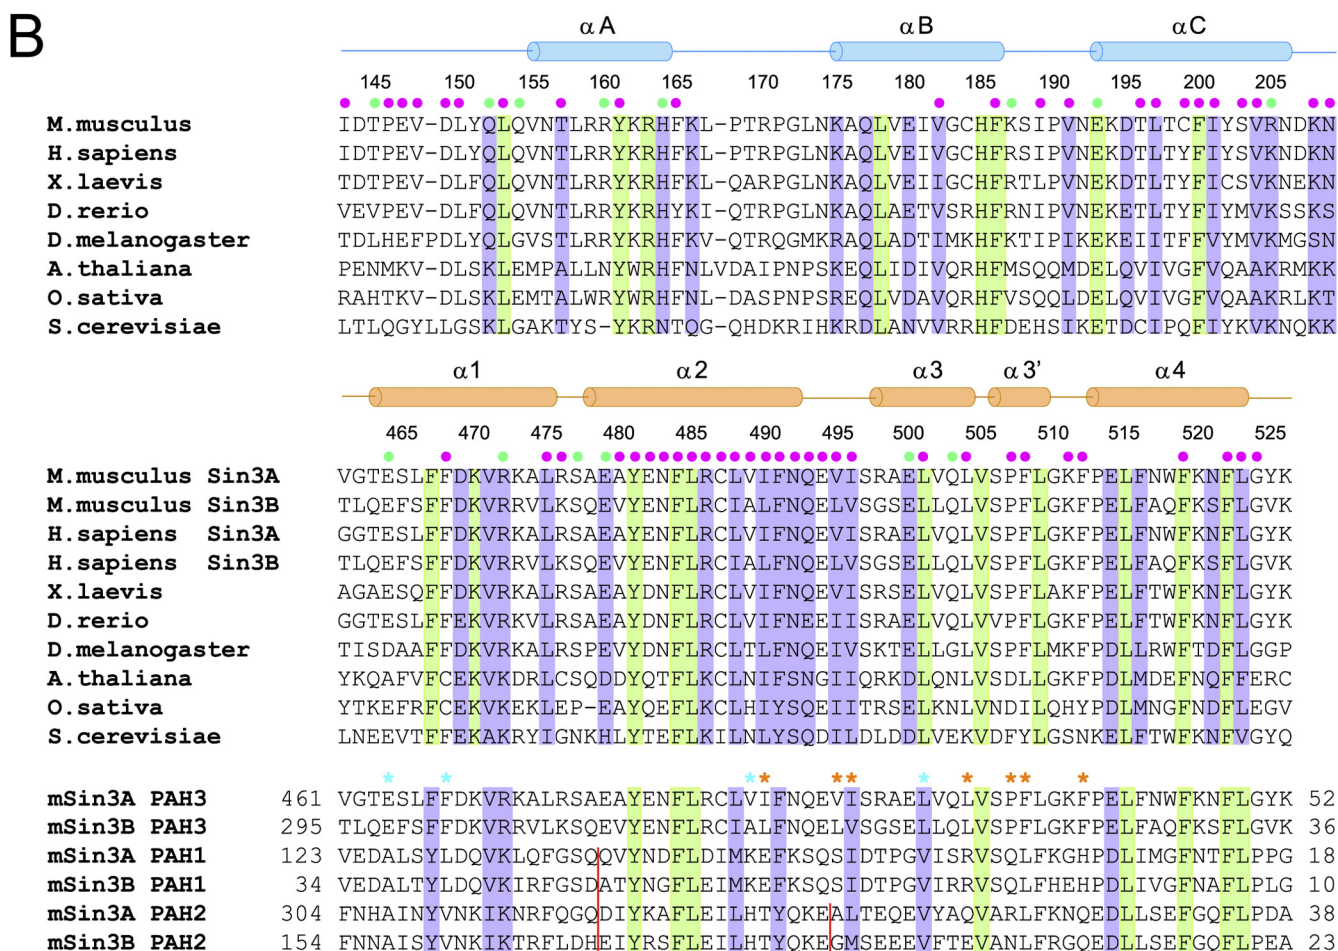 B
αA αB αC
145 150 155 160 165 170 175 180 185 190 195 200 205
M.musculus IDTPEV-DLYQLQVNTLRRYKRHFKL-PTRPGLNKAQLVEIVGCHFKSIPVNEKDTLTCFIYSVRNDKN
H.sapiens IDTPEV-DLYQLQVNTLRRYKRHFKL-PTRPGLNKAQLVEIVGCHFRSIPVNEKDTLTYFIYSVKNDKN
X.laevis TDTPEV-DLFQLQVNTLRRYKRHFKL-QARPGLNKAQLVEIIGCHFRTLPVNEKDTLTYFICSVKNEKN
D.rerio VEVPEV-DLFQLQVNTLRRYKRHYKI-QTRPGLNKAQLAETVSRHFRNIPVNEKETLTYFIYMVKSSKS
D.melanogaster TDLHEFPDLYQLGVSTLRRYKRHFKV-QTRQGMKRAQLADTIMKHFKTIPIKEKEIITFFVYMVKMGSN
A.thaliana PENMKV-DLSKLEMPALLNYWRHFNLVDAIPNPSKEQLIDIVQRHFMSQQMDELQVIVGFVQAAKRMKK
O.sativa RAHTKV-DLSKLEMTALWRYWRHFNL-DASPNPSREQLVDAVQRHFVSQQLDELQVIVGFVQAAKRLKT
S.cerevisiae LTLQGYLLGSKLGAKTYS-YKRNTQG-QHDKRIHKRDLANVVRRHFDEHSIKETDCIPQFIYKVKNQKK
α1 α2 α3 α3' α4
465 470 475 480 485 490 495 500 505 510 515 520 525
M.musculus Sin3A VGTESLFFDKVRKALRSAEAYENFLRCLVIFNQEVISRAELVQLVSPFLGKFPELFNWFKNFLGYK
M.musculus Sin3B TLQEFSFFDKVRRVLKSQEVYENFLRCIALFNQELVSGSELLQLVSPFLGKFPELFAQFKSFLGVK
H.sapiens Sin3A GGTESLFFDKVRKALRSAEAYENFLRCLVIFNQEVISRAELVQLVSPFLGKFPELFNWFKNFLGYK
H.sapiens Sin3B TLQEFSFFDKVRRVLKSQEVYENFLRCIALFNQELVSGSELLQLVSPFLGKFPELFAQFKSFLGVK
X.laevis AGAESQFFDKVRKALRSAEAYDNFLRCLVIFNQEVISRAELVQLVSPFLAKFPELFTWFKNFLGYK
D.rerio GGTESLFFEKVRKALRSAEAYDNFLRCLVIFNEEIISRAELVQLVVPFLGKFPELFTWFKNFLGYK
D.melanogaster TISDAAFFDKVRKALRSPEVYDNFLRCLTLFNQEIVSKTELLGLVSPFLMKFPDLLRWFTDFLGGP
A.thaliana YKQAFVFCEKVKDRLCSQDDYQTFLKCLNIFSNGIIQRKDLQNLVSDLLGKFPDLMDEFNQFFERC
O.sativa YTKEFRFCEKVKEKLEP-EAYQEFLKCLHIYSQEIITRSELKNLVNDILQHYPDLMNGFNDFLEGV
S.cerevisiae LNEEVTFFEKAKRYIGNKHLYTEFLKILNLYSQDILDLDDLVEKVDFYLGSNKELFTWFKNFVGYQ
* * * * * * * * * * *
mSin3A PAH3 461 VGTESLFFDKVRKALRSAEAYENFLRCLVIFNQEVISRAELVQLVSPFLGKFPELFNWFKNFLGYK 52
mSin3B PAH3 295 TLQEFSFFDKVRRVLKSQEVYENFLRCIALFNQELVSGSELLQLVSPFLGKFPELFAQFKSFLGVK 36
mSin3A PAH1 123 VEDALSYLDQVKLQFGSQQVYNDFLDIMKEFKSQSIDTPGVISRVSQLFKGHPDLIMGFNTFLPPG 18
mSin3B PAH1 34 VEDALTYLDQVKIRFGSDATYNGFLEIMKEFKSQSIDTPGVIRRVSQLFHEHPDLIVGFNAFLPLG 10
mSin3A PAH2 304 FNHAINYVNKIKNRFQGQDIYKAFLEILHTYQKEALTEQEVYAQVARLFKNQEDLLSEFGQFLPDA 38
mSin3B PAH2 154 FNNAISYVNKIKTRFLDHEIYRSFLEILHTYQKEGMSEEEVFTEVANLFRGQEDLLSEFGQFLPEA 23